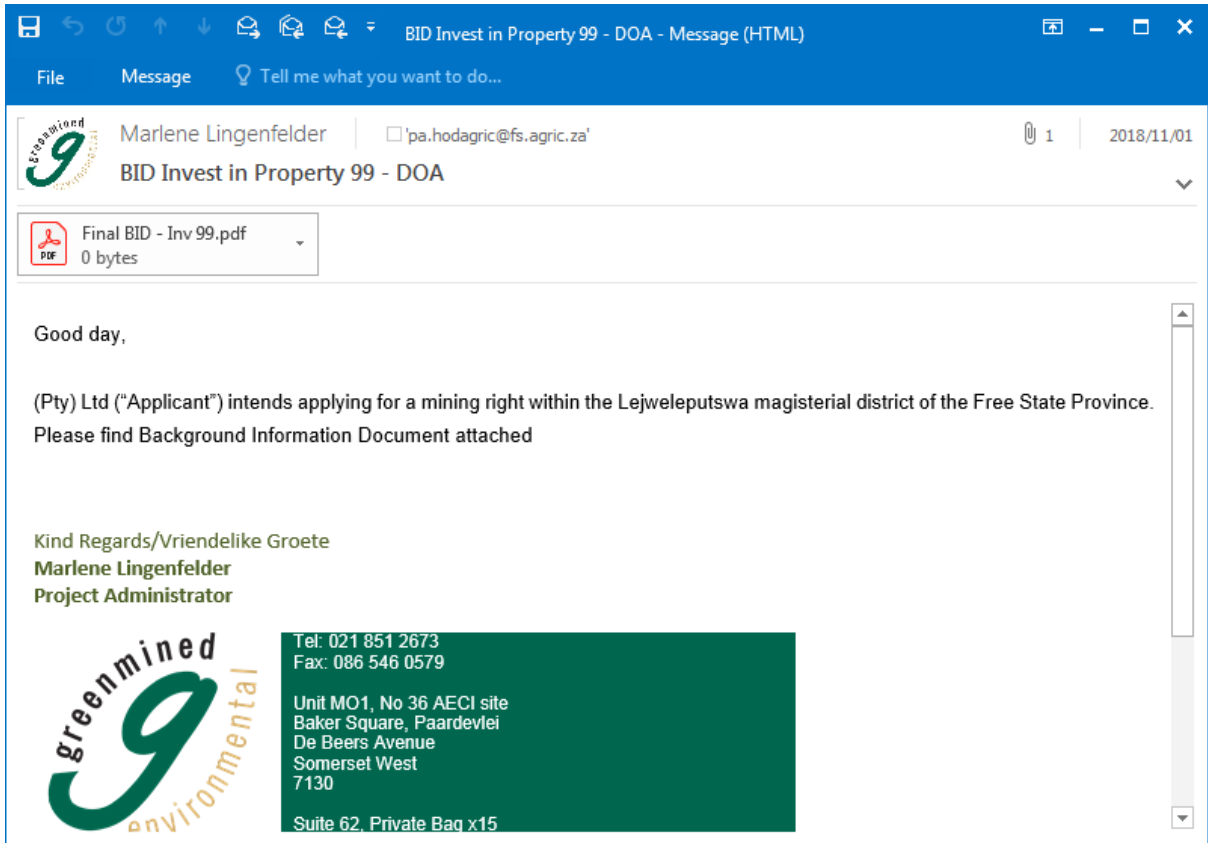 BID Invest in Property 99 - DOA - Message (HTML)
File Message Tell me what you want to do...
greenmined
environmental
Marlene Lingenfelder 'pa.hodagric@fs.agric.za' 1 2018/11/01
BID Invest in Property 99 - DOA
PDF
Final BID - Inv 99.pdf
0 bytes
Good day,
(Pty) Ltd (“Applicant”) intends applying for a mining right within the Lejweleputswa magisterial district of the Free State Province.
Please find Background Information Document attached
Kind Regards/Vriendelike Groete
Marlene Lingenfelder
Project Administrator
greenmined
g
environmental
Tel: 021 851 2673
Fax: 086 546 0579
Unit MO1, No 36 AECI site
Baker Square, Paardevlei
De Beers Avenue
Somerset West
7130
Suite 62, Private Bag x15